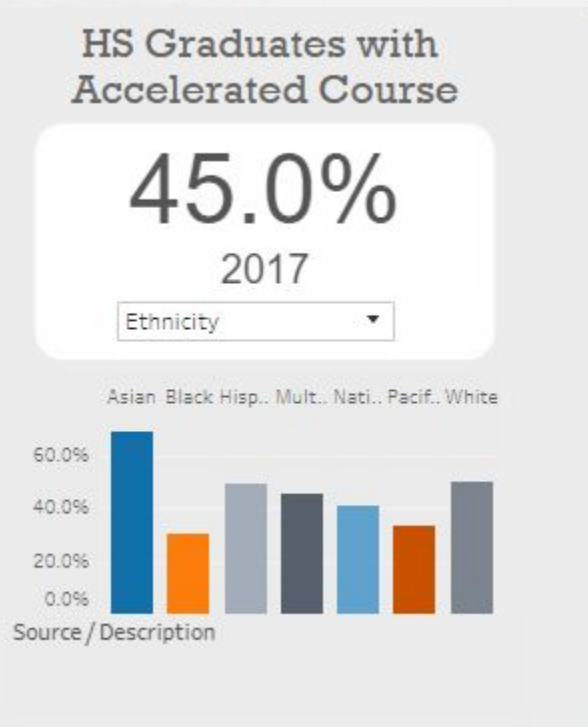 HS Graduates with
Accelerated Course
45.0%
2017
Ethnicity
Asian Black Hisp.. Mult.. Nati.. Pacif.. White
60.0%
40.0%
20.0%
0.0%
Source / Description